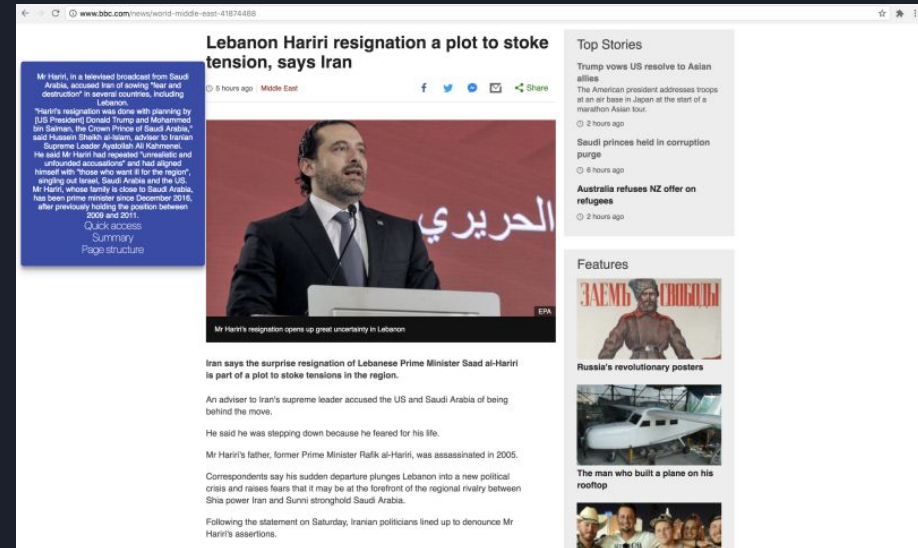 www.bbc.com/news/world-middle-east-41874488
Lebanon Hariri resignation a plot to stoke
tension, says Iran
5 hours ago | Middle East
Share
Mr Hariri, in a televised broadcast from Saudi
Arabia, accused Iran of sowing "fear and
destruction" in several countries, including
Lebanon.
"Hariri's resignation was done with planning by
[US President] Donald Trump and Mohammed
bin Salman, the Crown Prince of Saudi Arabia,"
said Hussein Sheikh al-Islam, adviser to Iranian
Supreme Leader Ayatollah Ali Kahmenei.
He said Mr Hariri had repeated "unrealistic and
unfounded accusations" and had aligned
himself with "those who want ill for the region",
singling out Israel, Saudi Arabia and the US.
Mr Hariri, whose family is close to Saudi Arabia,
has been prime minister since December 2016,
after previously holding the position between
2009 and 2011.
Quick access
Summary
Page structure
الحريري
EPA
Mr Hariri's resignation opens up great uncertainty in Lebanon
Iran says the surprise resignation of Lebanese Prime Minister Saad al-Hariri
is part of a plot to stoke tensions in the region.
An adviser to Iran's supreme leader accused the US and Saudi Arabia of being
behind the move.
He said he was stepping down because he feared for his life.
Mr Hariri's father, former Prime Minister Rafik al-Hariri, was assassinated in 2005.
Correspondents say his sudden departure plunges Lebanon into a new political
crisis and raises fears that it may be at the forefront of the regional rivalry between
Shia power Iran and Sunni stronghold Saudi Arabia.
Following the statement on Saturday, Iranian politicians lined up to denounce Mr
Hariri's assertions.
Top Stories
Trump vows US resolve to Asian
allies
The American president addresses troops
at an air base in Japan at the start of a
marathon Asian tour.
2 hours ago
Saudi princes held in corruption
purge
6 hours ago
Australia refuses NZ offer on
refugees
2 hours ago
Features
ЗАЕМЪ СВОБОДЫ
Russia's revolutionary posters
The man who built a plane on his
rooftop